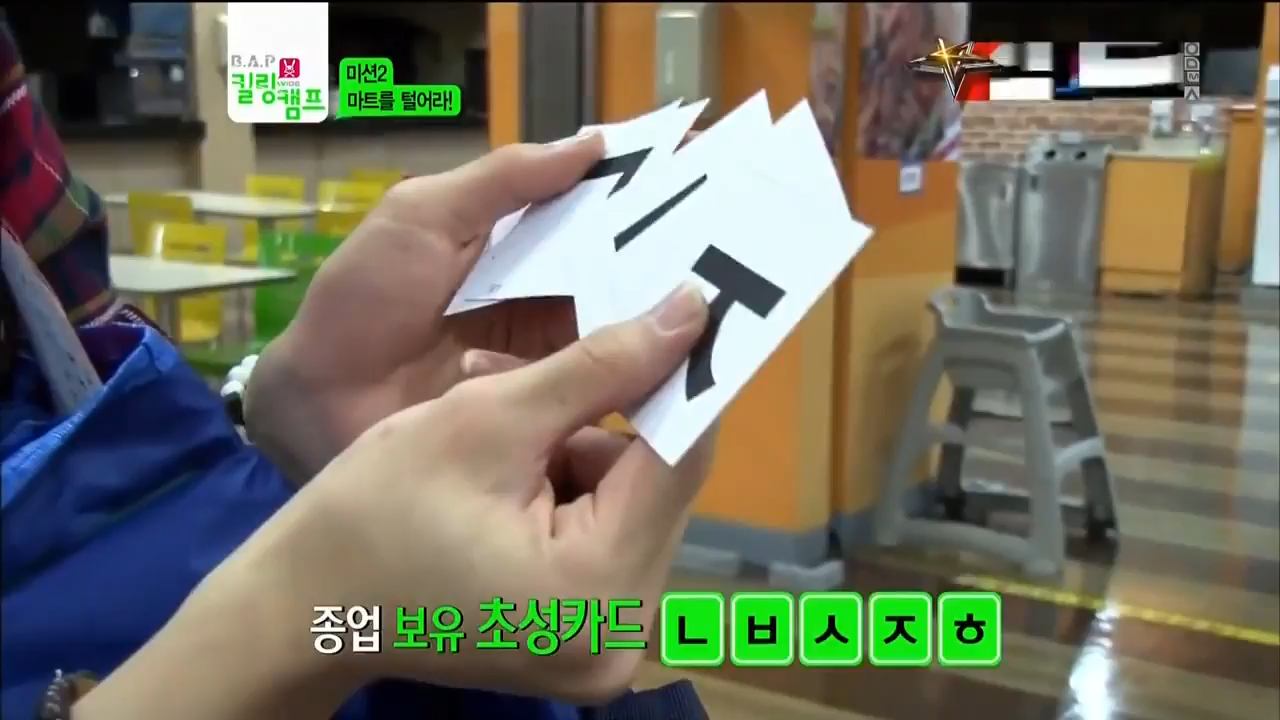 B.A.P
킬링
캠프
미션2
마트를 털어라!
종업 보유 초성카드 ㄴ ㅂ ㅅ ㅈ ㅎ